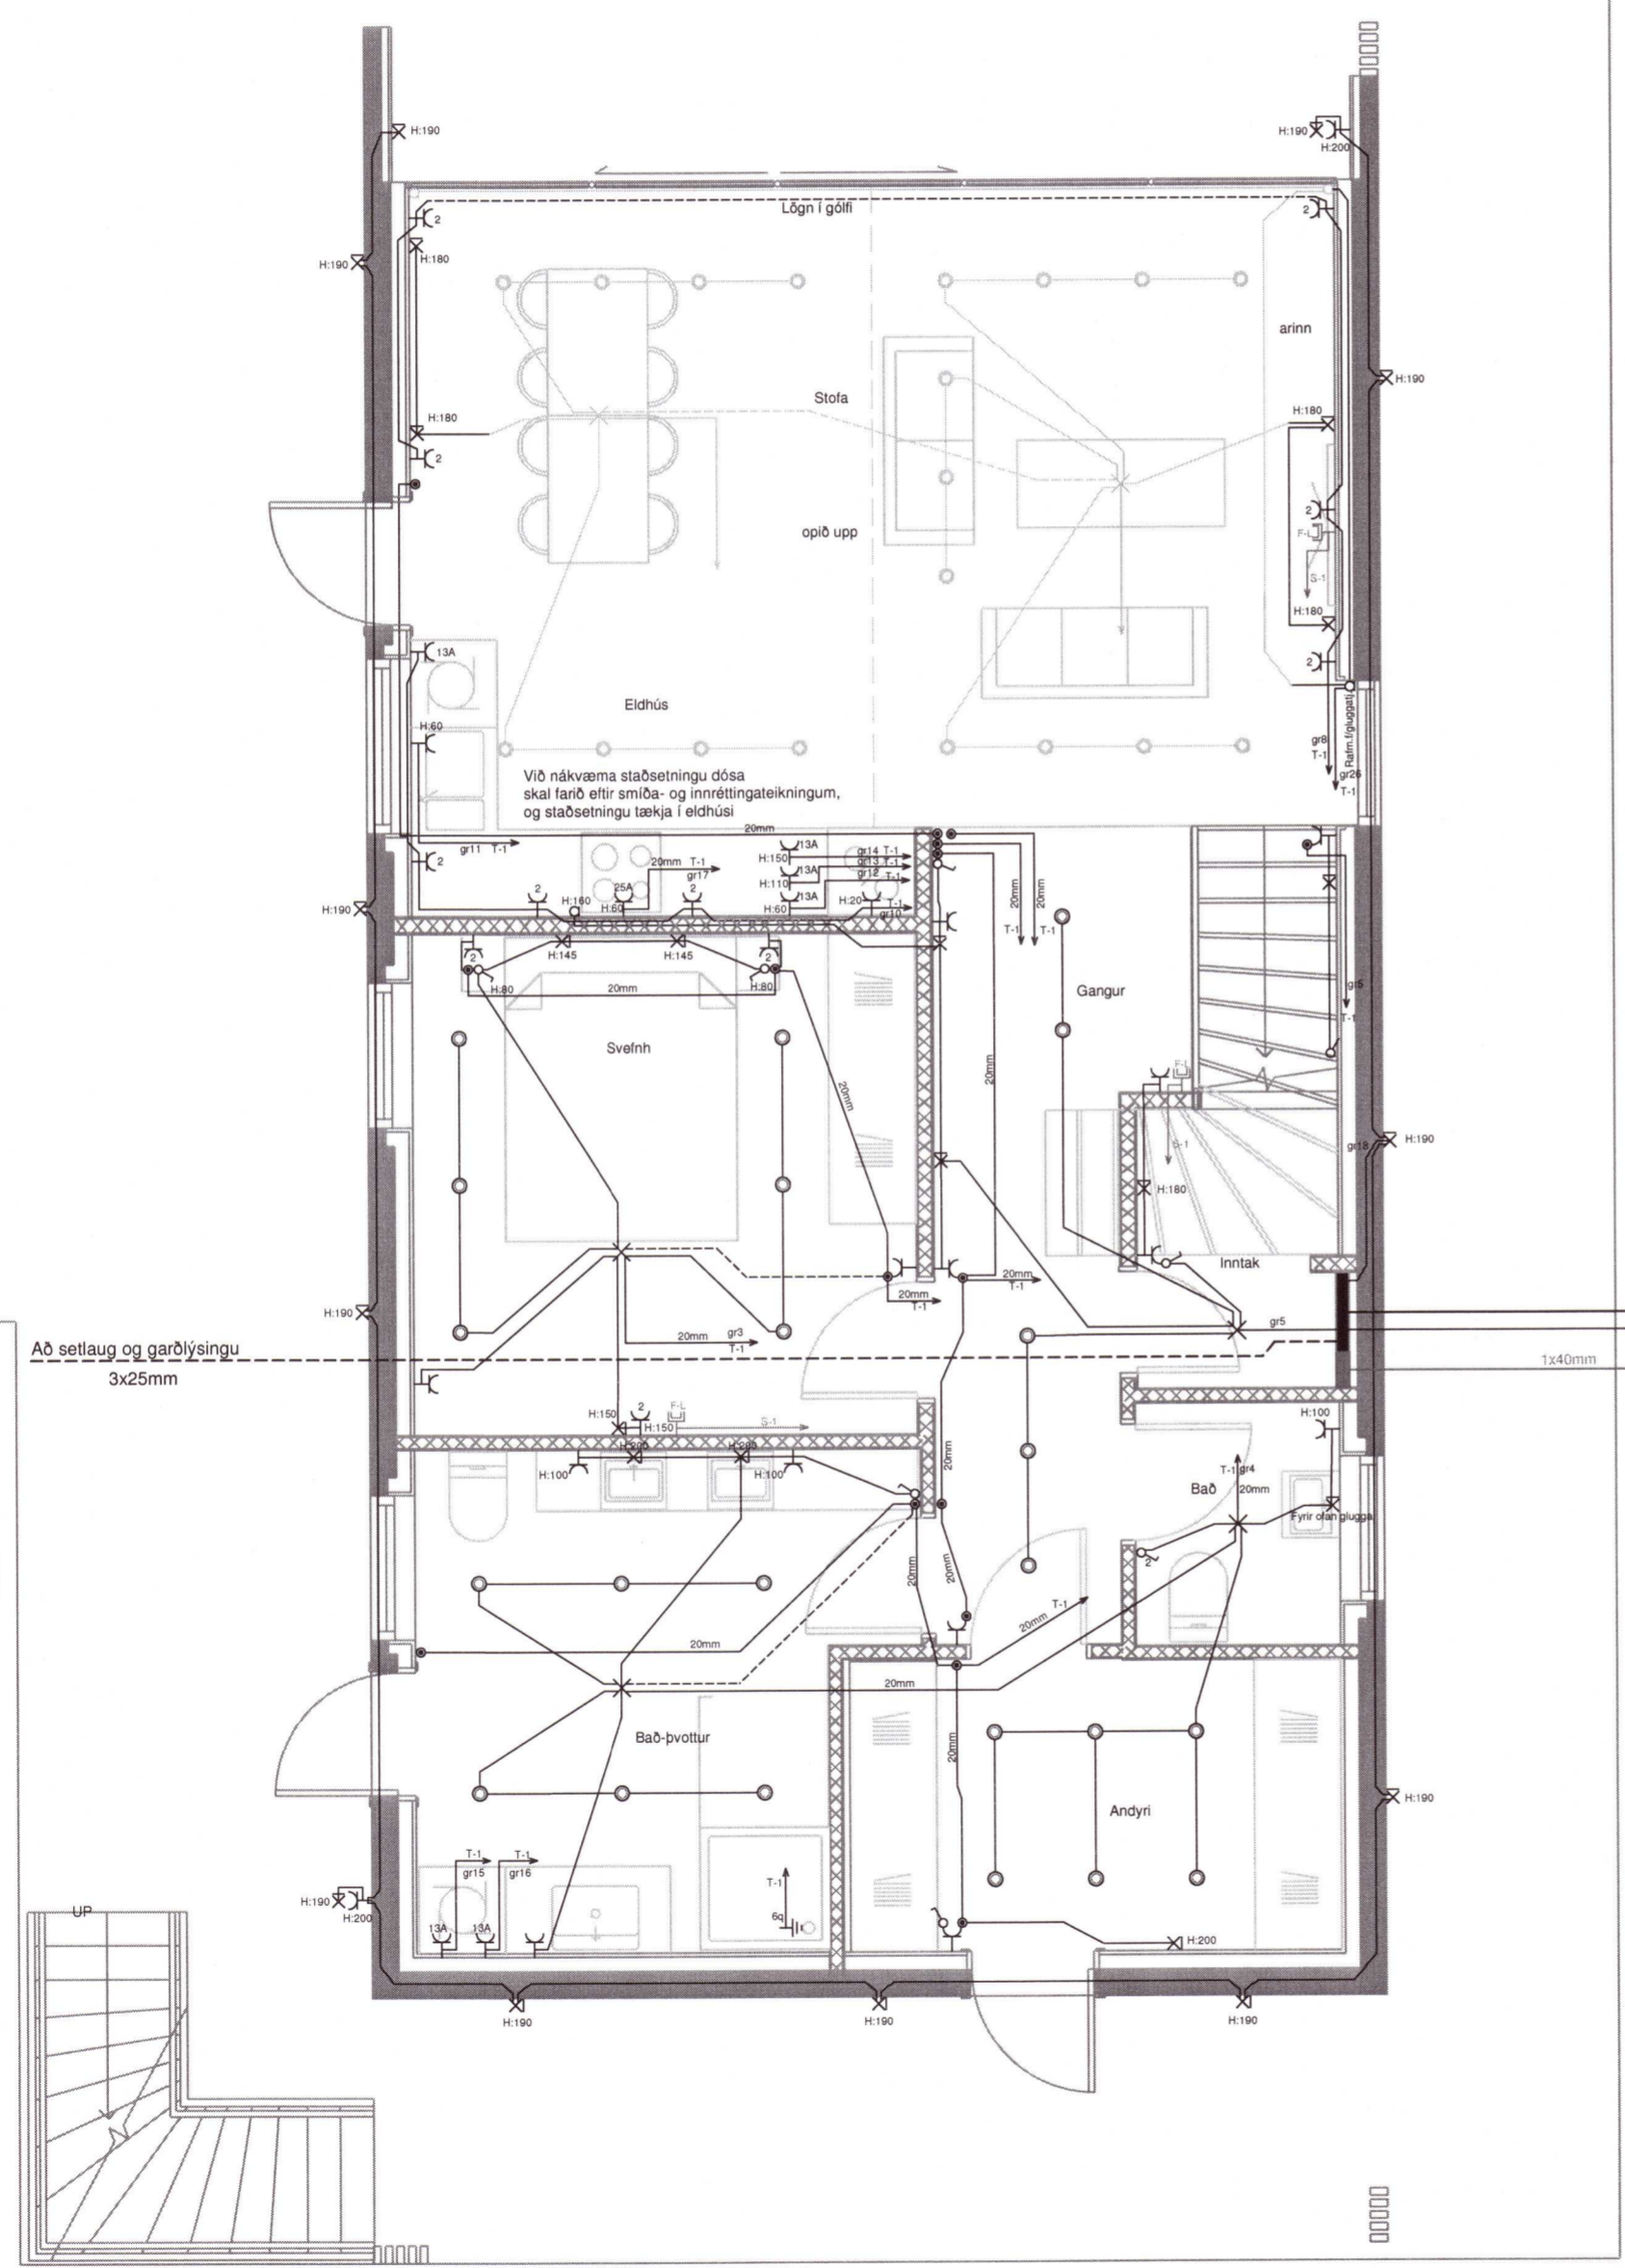 H:190
H:190
H:200
Lögn í gólfi
2
2
H:190
H:180
arinn
H:190
Stofa
H:180
H:180
2
opið upp
2
F-L
S-1
H:180
13A
2
Eldhús
H:60
Rafm.f/gluggatj.
gr8
T-1
gr26
T-1
Við nákvæma staðsetningu dósa
skal farið eftir smíða- og innréttingateikningum,
og staðsetningu tækja í eldhúsi
20mm
gr11 T-1
2
20mm T-1
gr17
13A
H:150
gr14 T-1
13A
gr13 T-1
H:110
gr12
T-1
2
H:160
25A
H:60
2
13A
H:60
H:20
T-1
gr10
H:190
20mm
20mm
T-1
T-1
2
H:145
H:145
2
H:80
20mm
H:80
Gangur
gr5
T-1
Svefnh
20mm
20mm
F-L
S-1
H:190
gr18
H:180
Inntak
20mm
T-1
20mm
T-1
H:190
gr5
20mm
gr3
T-1
Að setlaug og garðlýsingu
3x25mm
1x40mm
H:150
2
H:150
F-L
S-1
H:100
H:200
H:200
H:100
H:100
20mm
T-1
gr4
20mm
Bað
Fyrir ofan glugga
2
20mm
20mm
20mm
T-1
20mm
20mm
Bað-þvottur
20mm
Andyri
H:190
T-1
gr15
T-1
gr16
T-1
6q
H:190
H:200
13A
13A
H:200
UP
H:190
H:190
H:190